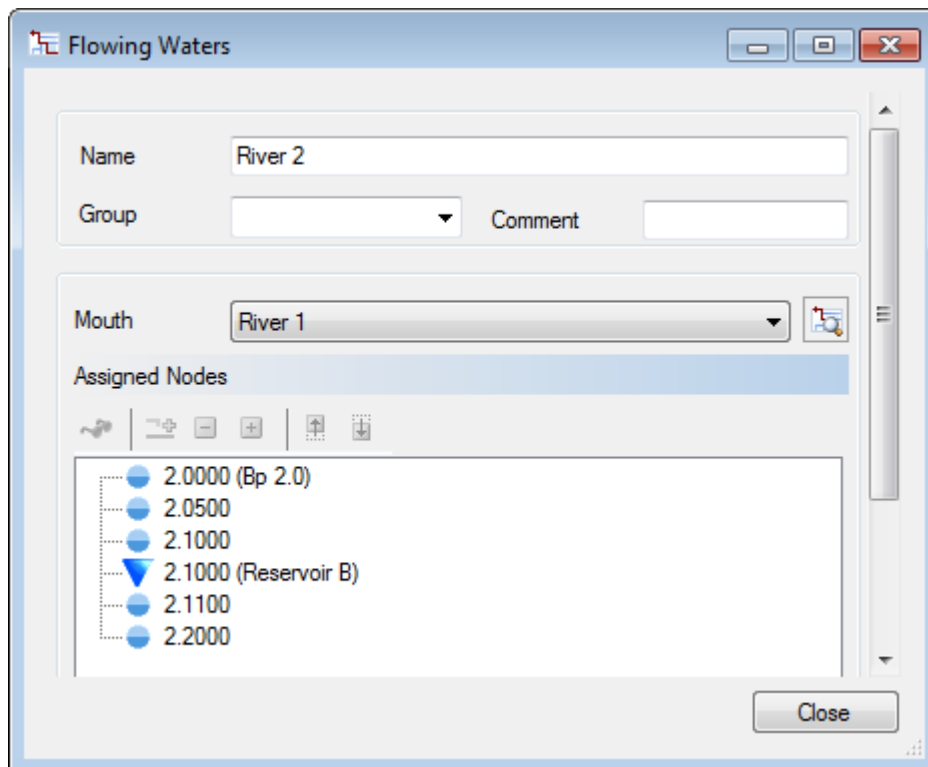 Flowing Waters
Name River 2
Group Comment
Mouth River 1
Assigned Nodes
2.0000 (Bp 2.0)
2.0500
2.1000
2.1000 (Reservoir B)
2.1100
2.2000
Close